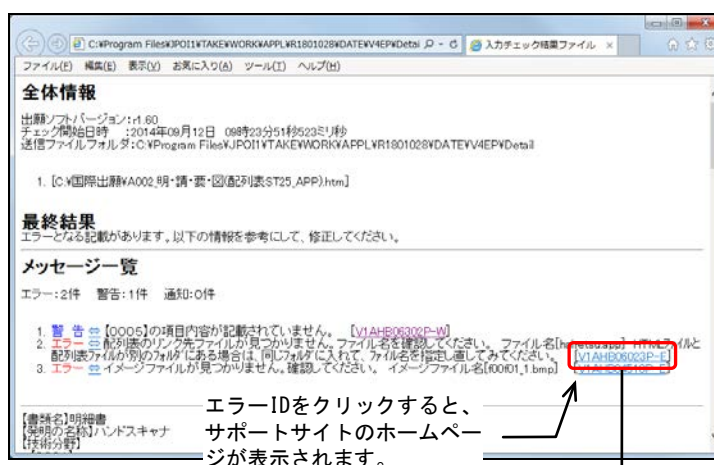 C:¥Program Files¥JPOI1¥TAKE¥WORK¥APPL¥R1801028¥DATE¥V4EP¥Detai
入力チェック結果ファイル ×
ファイル(F) 編集(E) 表示(V) お気に入り(A) ツール(T) ヘルプ(H)
全体情報
出願ソフトバージョン:r1.60
チェック開始日時 :2014年09月12日 09時23分51秒523ミリ秒
送信ファイルフォルダ:C:¥Program Files¥JPOI1¥TAKE¥WORK¥APPL¥R1801028¥DATE¥V4EP¥Detail
1. [C:¥国際出願¥A002_明・請・要・図(配列表ST25_APP).htm]
最終結果
エラーとなる記載があります。以下の情報を参考にして、修正してください。
メッセージ一覧
エラー:2件 警告:1件 通知:0件
1. 警 告 ⇔ 【0005】の項目内容が記載されていません。 [V1AHB06302P-W]
2. エラー ⇔ 配列表のリンク先ファイルが見つかりません。ファイル名を確認してください。 ファイル名[ ] HTMLファイルと
配列表ファイルが別のフォルダにある場合は、同じフォルダに入れて、ファイル名を指定し直してみてください。 [V1AHB06023P-E]
3. エラー ⇔ イメージファイルが見つかりません。確認してください。 イメージファイル名[f00f01_1.bmp]
【書類名】明細書
【発明の名称】ハンドスキャナ
【技術分野】
エラーIDをクリックすると、
サポートサイトのホームペー
ジが表示されます。